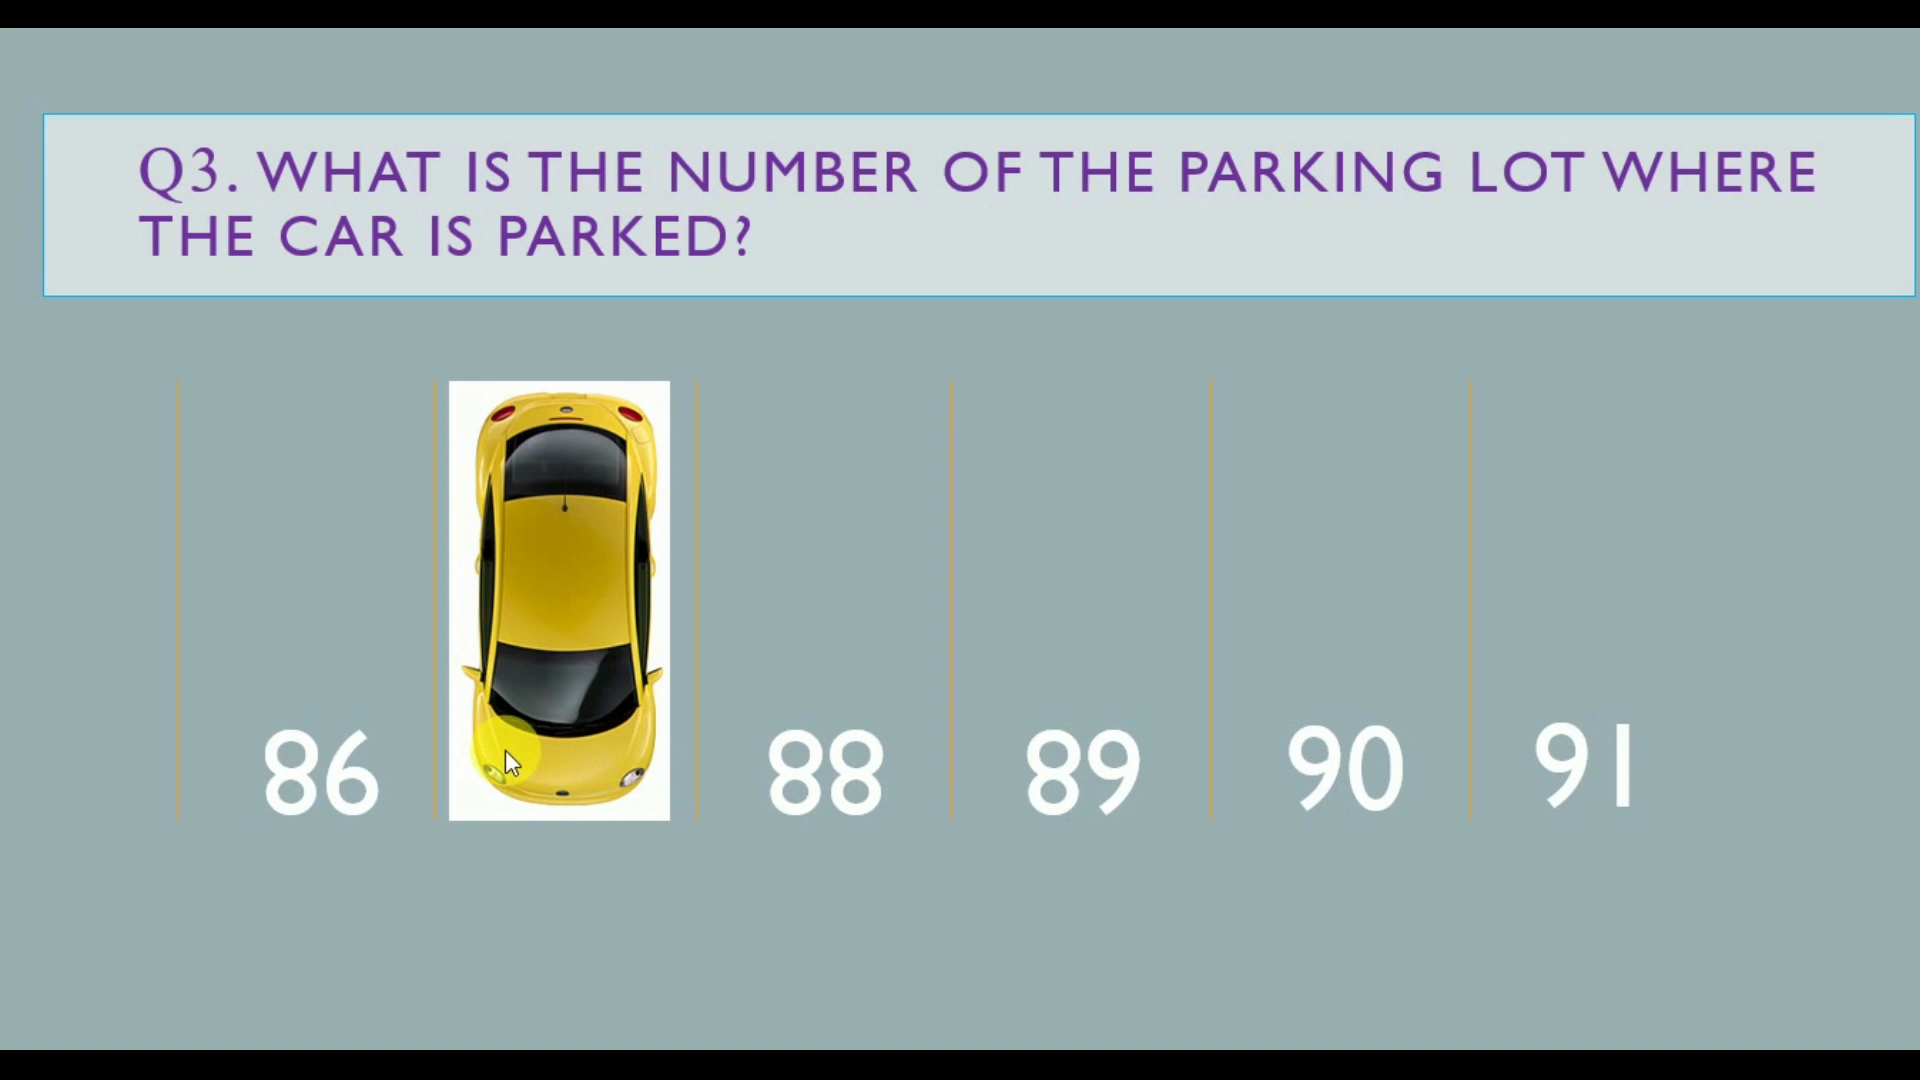 Q3. WHAT IS THE NUMBER OF THE PARKING LOT WHERE
THE CAR IS PARKED?
86 88 89 90 91